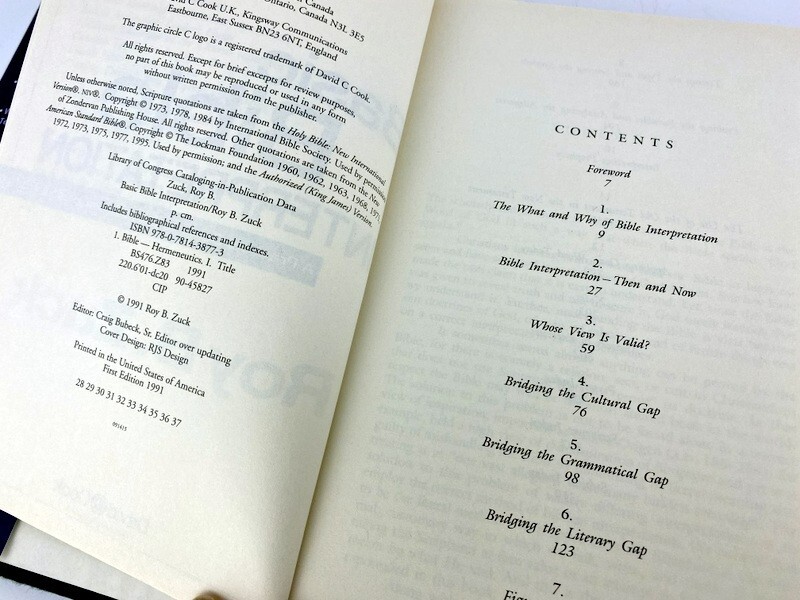 Canada
Ontario, Canada N3L 3E5
C Cook U.K., Kingsway Communications
Eastbourne, East Sussex BN23 6NT, England
The graphic circle C logo is a registered trademark of David C Cook.
All rights reserved. Except for brief excerpts for review purposes,
no part of this book may be reproduced or used in any form
without written permission from the publisher.
Unless otherwise noted, Scripture quotations are taken from the Holy Bible: New International
Version®. NIV®. Copyright © 1973, 1978, 1984 by International Bible Society. Used by permission
of Zondervan Publishing House. All rights reserved. Other quotations are taken from the New
American Standard Bible®, Copyright © The Lockman Foundation 1960, 1962, 1963, 1968, 1971,
1972, 1973, 1975, 1977, 1995. Used by permission; and the Authorized (King James) Version.
Library of Congress Cataloging-in-Publication Data
Zuck, Roy B.
Basic Bible Interpretation/Roy B. Zuck
p. cm.
Includes bibliographical references and indexes.
ISBN 978-0-7814-3877-3
1. Bible—Hermeneutics. I. Title
BS476.Z83 1991
220.6'01-dc20 90-45827
CIP
© 1991 Roy B. Zuck
Editor: Craig Bubeck, Sr. Editor over updating
Cover Design: RJS Design
Printed in the United States of America
First Edition 1991
28 29 30 31 32 33 34 35 36 37
091415
CONTENTS
Foreword
7
1.
The What and Why of Bible Interpretation
9
2.
Bible Interpretation—Then and Now
27
3.
Whose View Is Valid?
59
4.
Bridging the Cultural Gap
76
5.
Bridging the Grammatical Gap
98
6.
Bridging the Literary Gap
123
7.